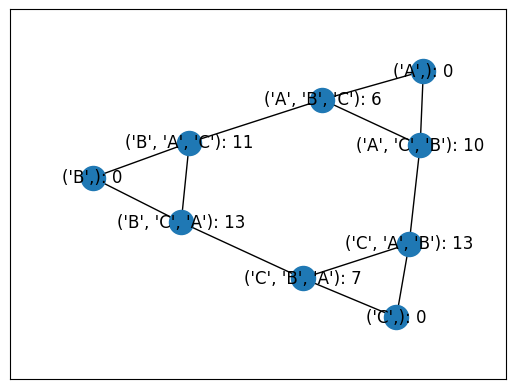 ('A',): 0
('A', 'B', 'C'): 6
('B', 'A', 'C'): 11
('A', 'C', 'B'): 10
('B',): 0
('B', 'C', 'A'): 13
('C', 'A', 'B'): 13
('C', 'B', 'A'): 7
('C',): 0